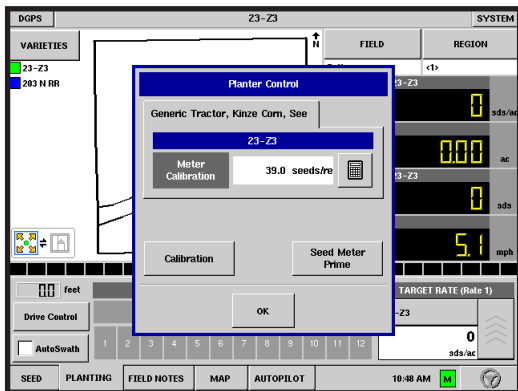 DGPS 23-Z3 SYSTEM
VARIETIES N FIELD REGION
23-Z3 <1>
203 N RR
Planter Control
Generic Tractor, Kinze Corn, See
23-Z3
Meter Calibration 39.0 seeds/re
Calibration Seed Meter Prime
OK
23-Z3
0 sds/ac
0.00 ac
23-Z3
0 sds
5.1 mph
0.0 feet TARGET RATE (Rate 1)
Drive Control -Z3
AutoSwath 1 2 3 4 5 6 7 8 9 10 11 12 0
sds/ac
SEED PLANTING FIELD NOTES MAP AUTOPILOT 10:48 AM M